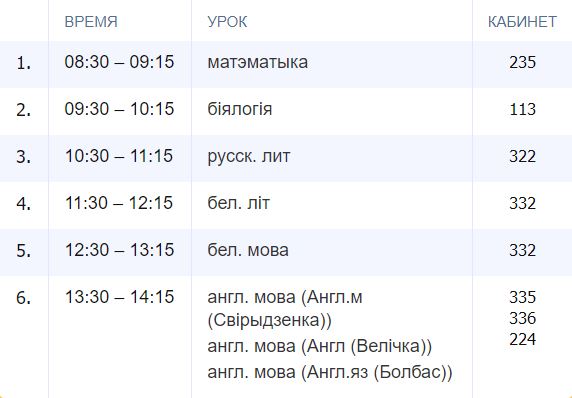 ВРЕМЯ УРОК КАБИНЕТ
1. 08:30 – 09:15 матэматыка 235
2. 09:30 – 10:15 біялогія 113
3. 10:30 – 11:15 русск. лит 322
4. 11:30 – 12:15 бел. літ 332
5. 12:30 – 13:15 бел. мова 332
6. 13:30 – 14:15 англ. мова (Англ.м 335
(Свірыдзенка)) 336
англ. мова (Англ (Велічка)) 224
англ. мова (Англ.яз (Болбас))